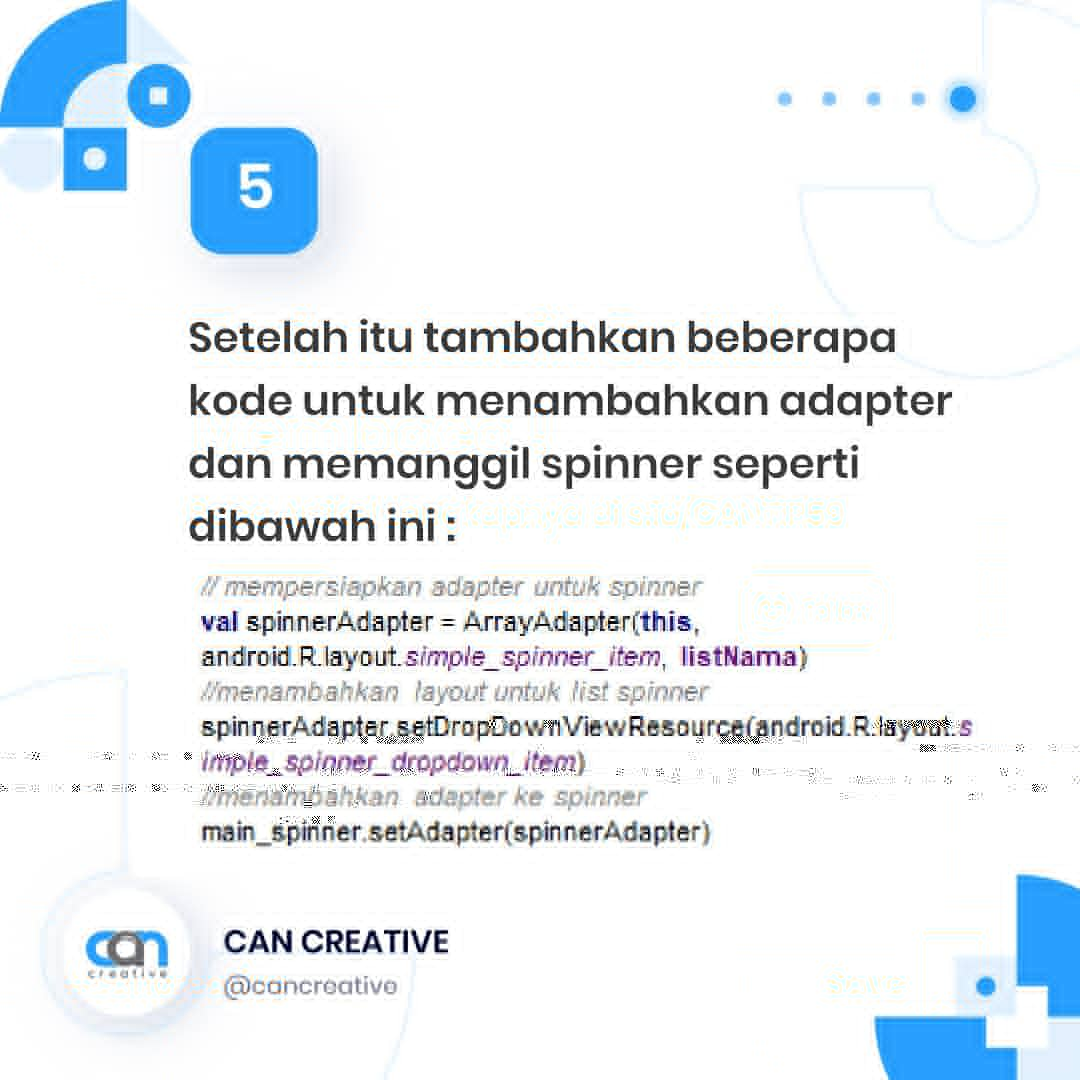 5
Setelah itu tambahkan beberapa
kode untuk menambahkan adapter
dan memanggil spinner seperti
dibawah ini :
// mempersiapkan adapter untuk spinner
val spinnerAdapter = ArrayAdapter(this,
android.R.layout.simple_spinner_item, listNama)
//menambahkan layout untuk list spinner
spinnerAdapter.setDropDownViewResource(android.R.layout.s
imple_spinner_dropdown_item)
//menambahkan adapter ke spinner
main_spinner.setAdapter(spinnerAdapter)
can
creative
CAN CREATIVE
@cancreative